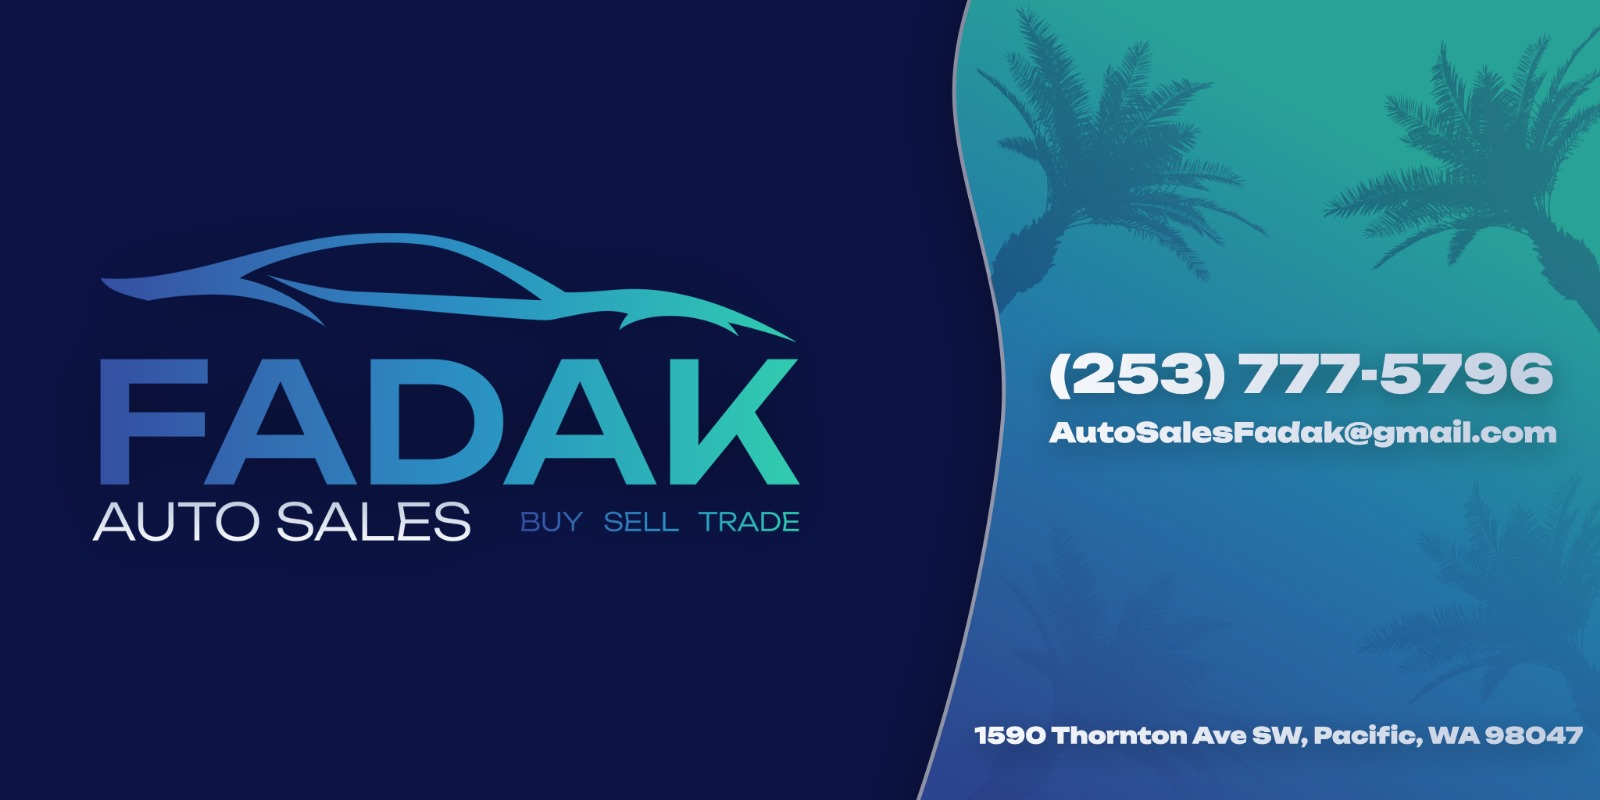 FADAK
AUTO SALES
BUY SELL TRADE
(253) 777-5796
AutoSalesFadak@gmail.com
1590 Thornton Ave SW, Pacific, WA 98047